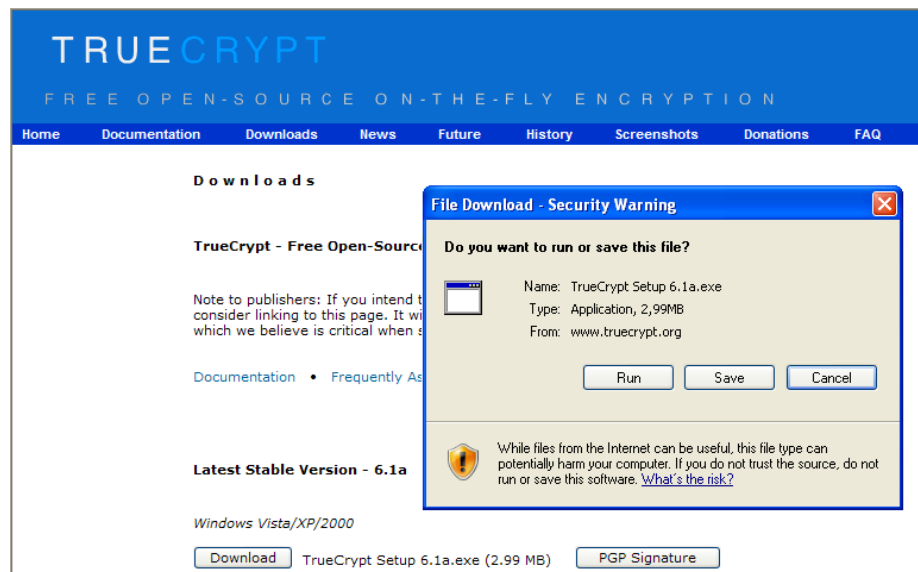 TRUECRYPT
FREE OPEN-SOURCE ON-THE-FLY ENCRYPTION
Home Documentation Downloads News Future History Screenshots Donations FAQ
Downloads
TrueCrypt - Free Open-Source
Note to publishers: If you intend
consider linking to this page. It
which we believe is critical when
Documentation • Frequently
Latest Stable Version - 6.1a
Windows Vista/XP/2000
Download TrueCrypt Setup 6.1a.exe (2.99 MB) PGP Signature
File Download - Security Warning
Do you want to run or save this file?
Name: TrueCrypt Setup 6.1a.exe
Type: Application, 2,99MB
From: www.truecrypt.org
Run Save Cancel
While files from the Internet can be useful, this file type can
potentially harm your computer. If you do not trust the source, do not
run or save this software. What's the risk?